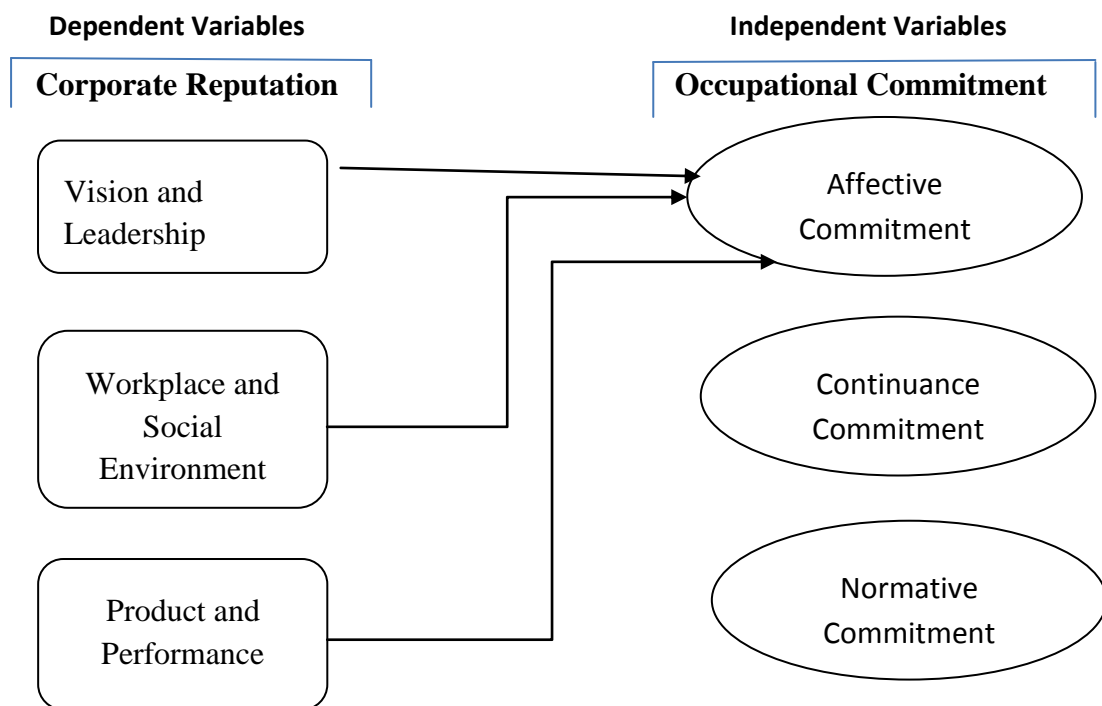 Dependent Variables
Independent Variables
Corporate Reputation
Occupational Commitment
Vision and
Leadership
Affective
Commitment
Workplace and
Social
Environment
Continuance
Commitment
Product and
Performance
Normative
Commitment